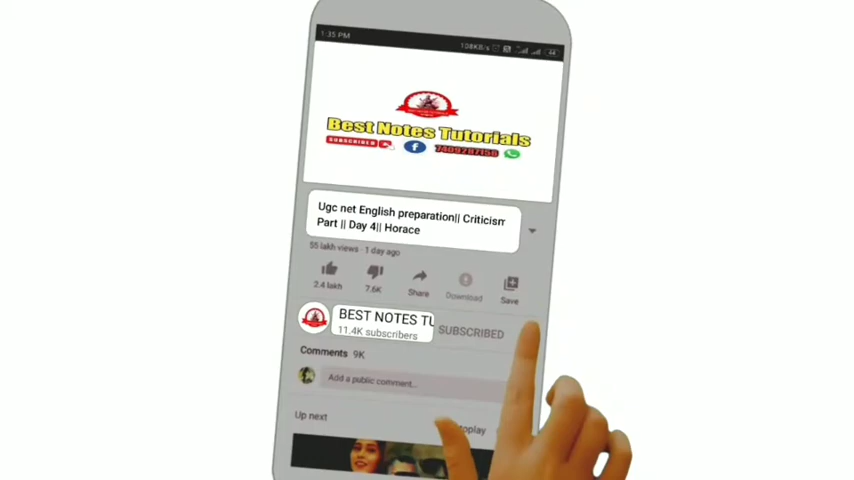 1:35 PM
108KB/s
Best Notes Tutorials
SUBSCRIBED
7409287158
Ugc net English preparation|| Criticism
Part || Day 4|| Horace
55 lakh views · 1 day ago
2.4 lakh
7.6K
Share
Download
Save
BEST NOTES TU
SUBSCRIBED
11.4K subscribers
Comments 9K
Add a public comment...
Up next
toplay